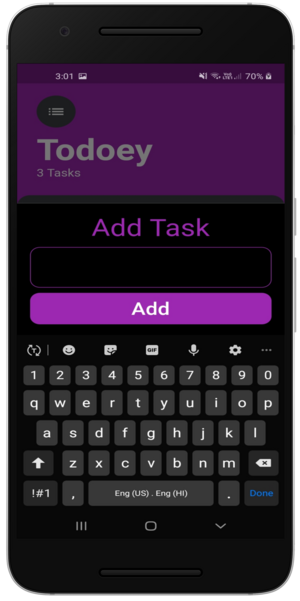 3:01 70%
Todoey
3 Tasks
Add Task
Add
GIF
1 2 3 4 5 6 7 8 9 0
q w e r t y u i o p
a s d f g h j k l
z x c v b n m
!#1 , Eng (US) . Eng (HI) . Done